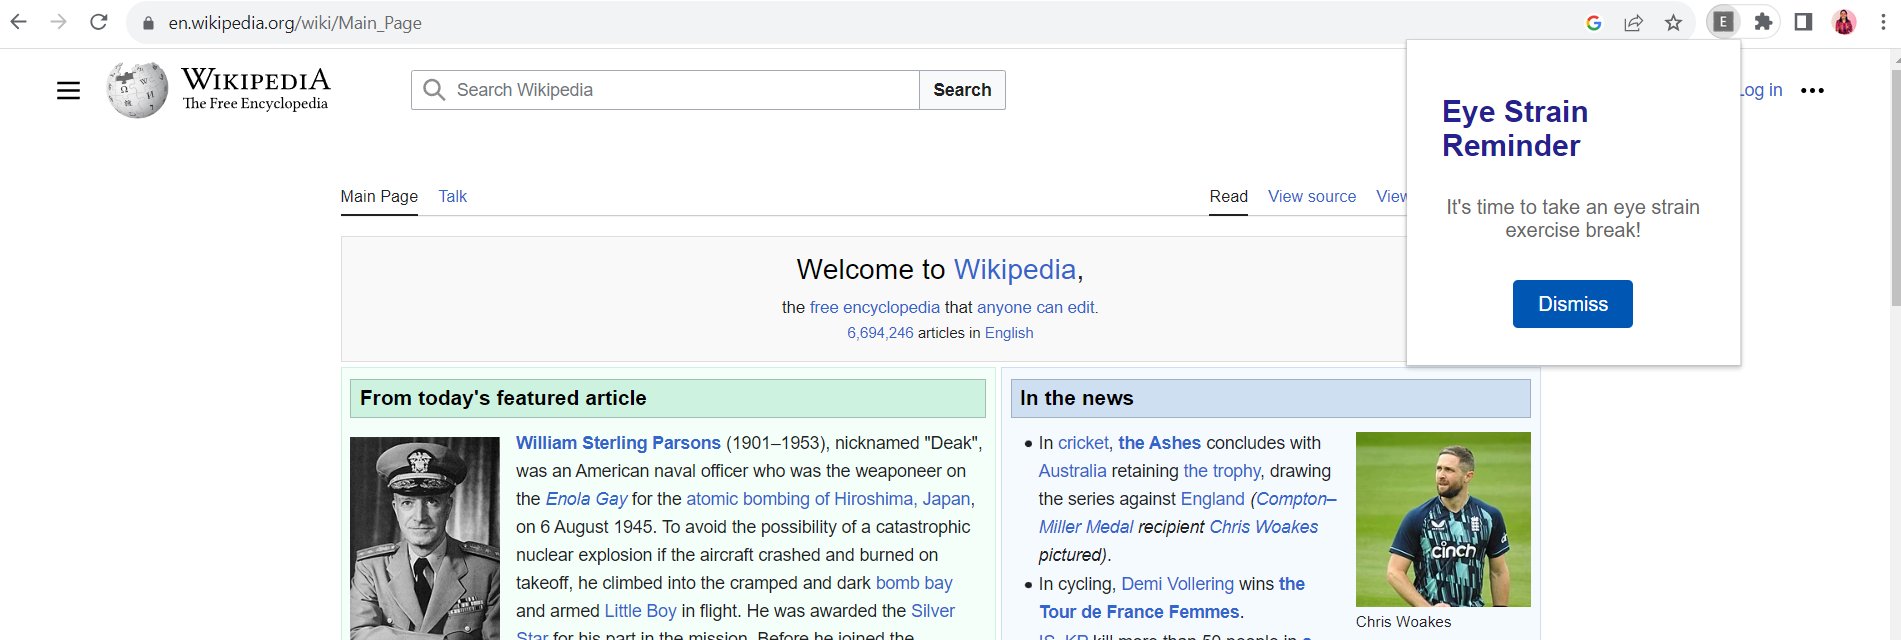 en.wikipedia.org/wiki/Main_Page
E
WIKIPEDIA
The Free Encyclopedia
Search Wikipedia
Search
Log in
Eye Strain
Reminder
It's time to take an eye strain
exercise break!
Dismiss
Main Page
Talk
Read
View source
View
Welcome to Wikipedia,
the free encyclopedia that anyone can edit.
6,694,246 articles in English
From today's featured article
William Sterling Parsons (1901–1953), nicknamed "Deak",
was an American naval officer who was the weaponeer on
the Enola Gay for the atomic bombing of Hiroshima, Japan,
on 6 August 1945. To avoid the possibility of a catastrophic
nuclear explosion if the aircraft crashed and burned on
takeoff, he climbed into the cramped and dark bomb bay
and armed Little Boy in flight. He was awarded the Silver
Star for his part in the mission. Before he joined the
In the news
In cricket, the Ashes concludes with
Australia retaining the trophy, drawing
the series against England (Compton–
Miller Medal recipient Chris Woakes
pictured).
In cycling, Demi Vollering wins the
Tour de France Femmes.
IS–KP kill more than 50 people in a
cinch
Chris Woakes